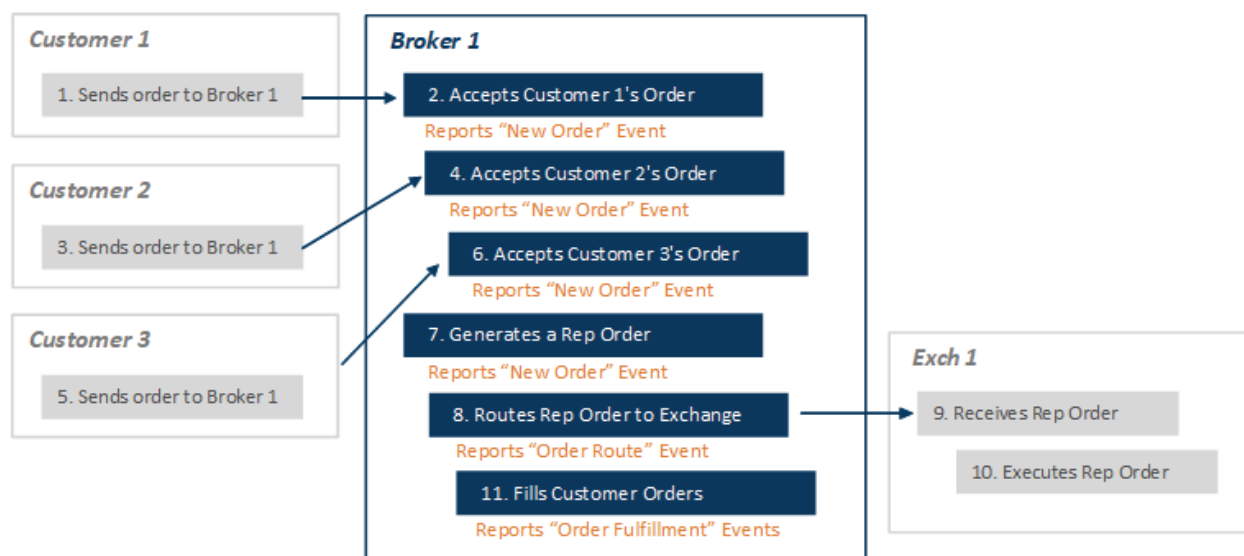 Customer 1
1. Sends order to Broker 1
Customer 2
3. Sends order to Broker 1
Customer 3
5. Sends order to Broker 1
Broker 1
2. Accepts Customer 1's Order
Reports “New Order” Event
4. Accepts Customer 2's Order
Reports “New Order” Event
6. Accepts Customer 3's Order
Reports “New Order” Event
7. Generates a Rep Order
Reports “New Order” Event
8. Routes Rep Order to Exchange
Reports “Order Route” Event
11. Fills Customer Orders
Reports “Order Fulfillment” Events
Exch 1
9. Receives Rep Order
10. Executes Rep Order